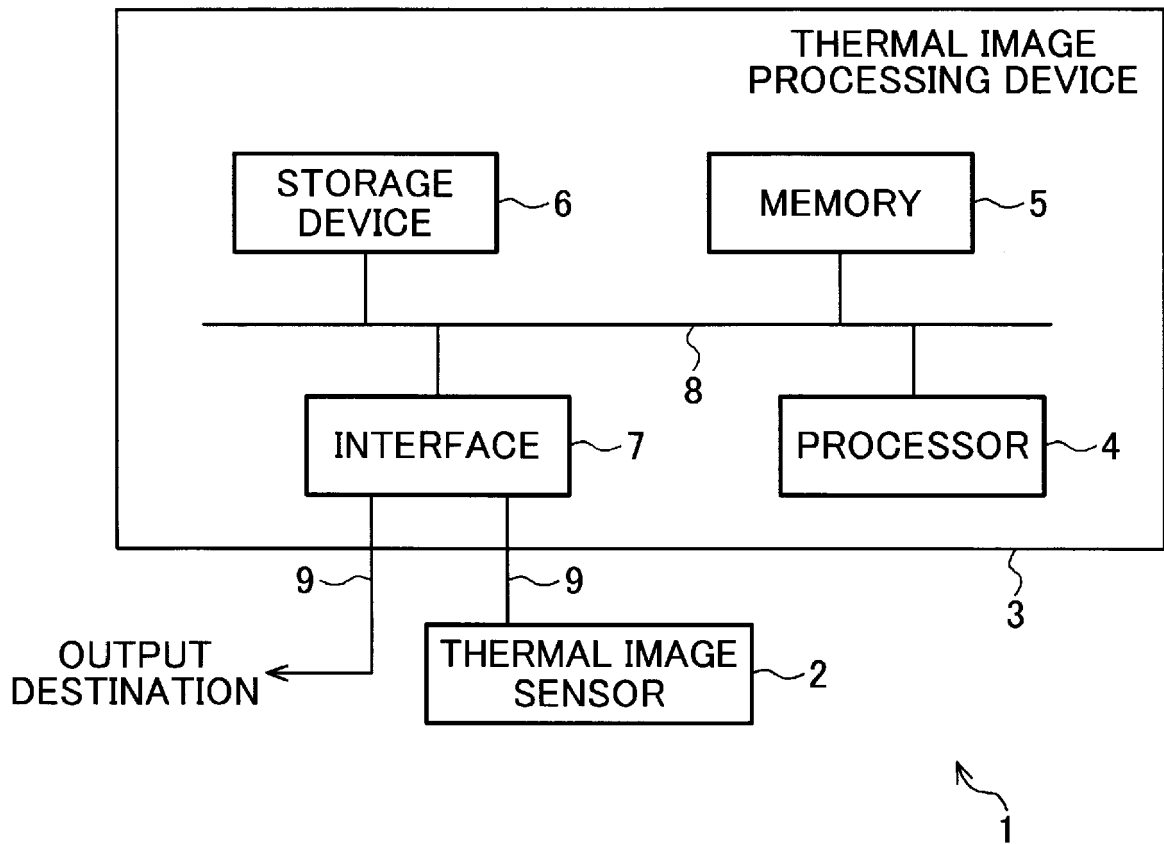 THERMAL IMAGE
PROCESSING DEVICE
STORAGE
DEVICE
6
MEMORY
5
8
INTERFACE
7
PROCESSOR
4
9
9
3
OUTPUT
DESTINATION
THERMAL IMAGE
SENSOR
2
1